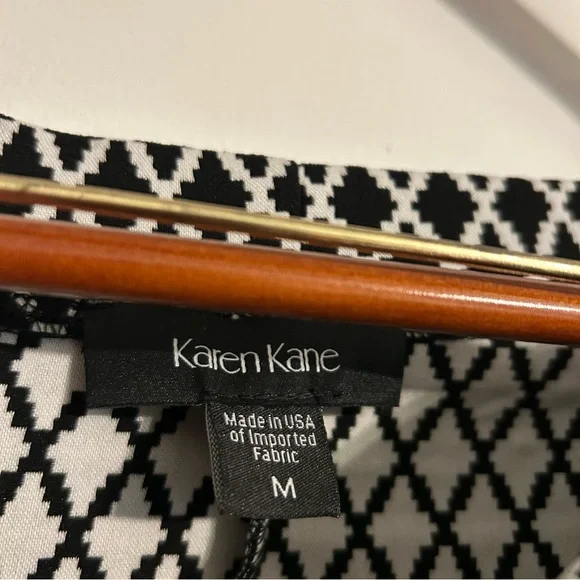 Karen Kane
Made in USA
of Imported
Fabric
M